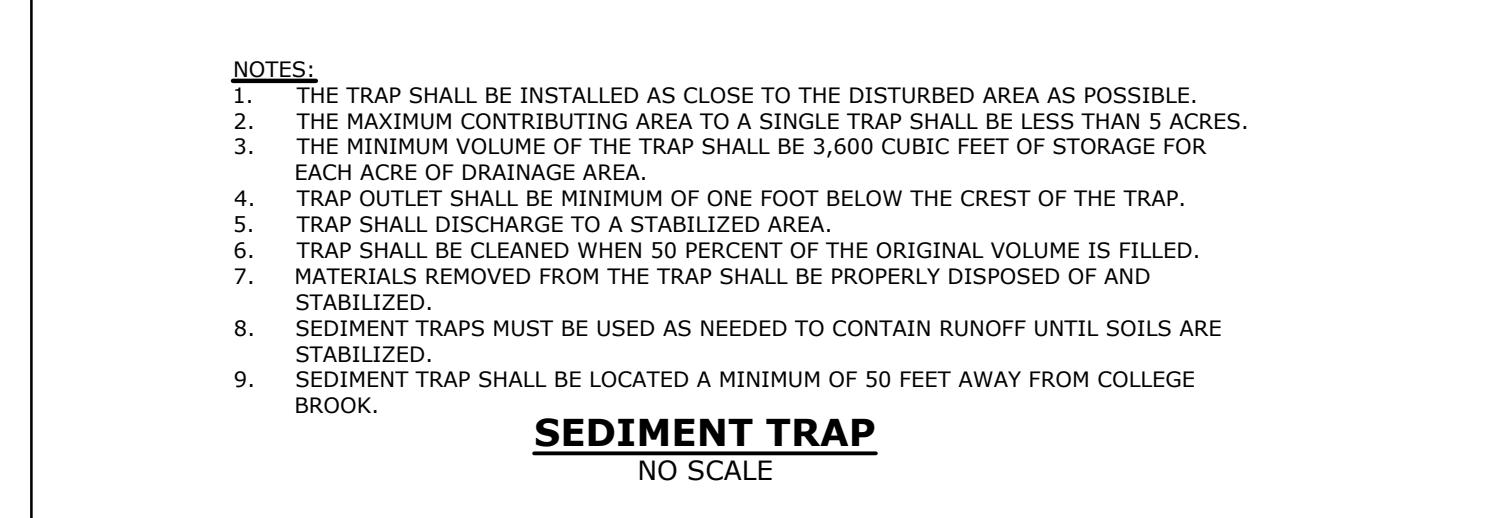 NOTES:
1. THE TRAP SHALL BE INSTALLED AS CLOSE TO THE DISTURBED AREA AS POSSIBLE.
2. THE MAXIMUM CONTRIBUTING AREA TO A SINGLE TRAP SHALL BE LESS THAN 5 ACRES.
3. THE MINIMUM VOLUME OF THE TRAP SHALL BE 3,600 CUBIC FEET OF STORAGE FOR
EACH ACRE OF DRAINAGE AREA.
4. TRAP OUTLET SHALL BE MINIMUM OF ONE FOOT BELOW THE CREST OF THE TRAP.
5. TRAP SHALL DISCHARGE TO A STABILIZED AREA.
6. TRAP SHALL BE CLEANED WHEN 50 PERCENT OF THE ORIGINAL VOLUME IS FILLED.
7. MATERIALS REMOVED FROM THE TRAP SHALL BE PROPERLY DISPOSED OF AND
STABILIZED.
8. SEDIMENT TRAPS MUST BE USED AS NEEDED TO CONTAIN RUNOFF UNTIL SOILS ARE
STABILIZED.
9. SEDIMENT TRAP SHALL BE LOCATED A MINIMUM OF 50 FEET AWAY FROM COLLEGE
BROOK.
SEDIMENT TRAP
NO SCALE